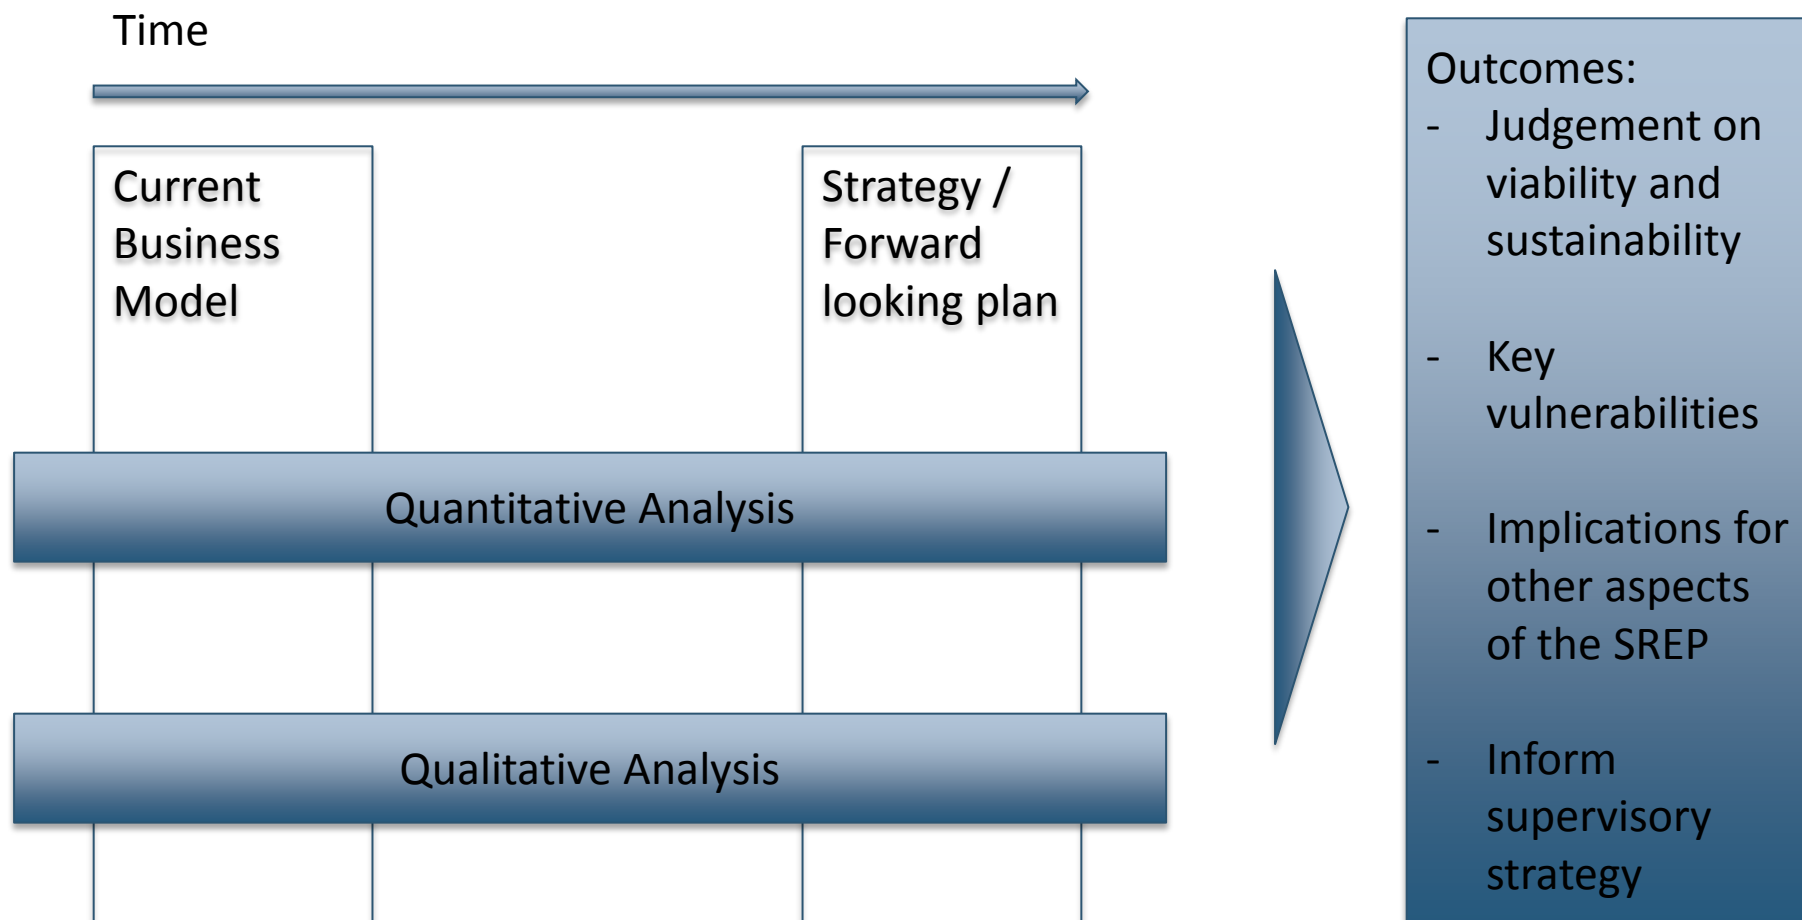 Time
Current
Business
Model
Strategy /
Forward
looking plan
Quantitative Analysis
Qualitative Analysis
Outcomes:
- Judgement on
viability and
sustainability
- Key
vulnerabilities
- Implications for
other aspects
of the SREP
- Inform
supervisory
strategy